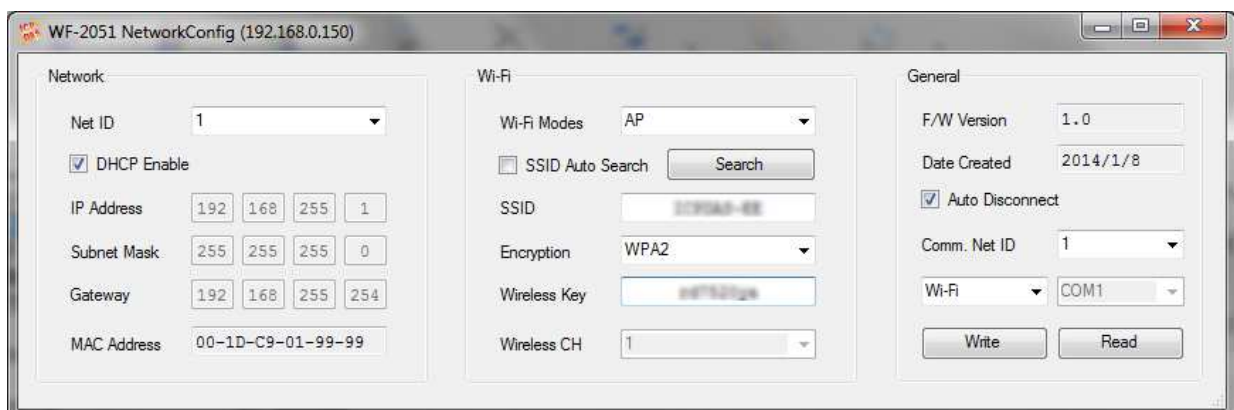 WF-2051 NetworkConfig (192.168.0.150)
Network
Net ID 1
DHCP Enable
IP Address 192 168 255 1
Subnet Mask 255 255 255 0
Gateway 192 168 255 254
MAC Address 00-1D-C9-01-99-99
Wi-Fi
Wi-Fi Modes AP
SSID Auto Search Search
SSID
Encryption WPA2
Wireless Key
Wireless CH 1
General
F/W Version 1.0
Date Created 2014/1/8
Auto Disconnect
Comm. Net ID 1
Wi-Fi COM1
Write Read